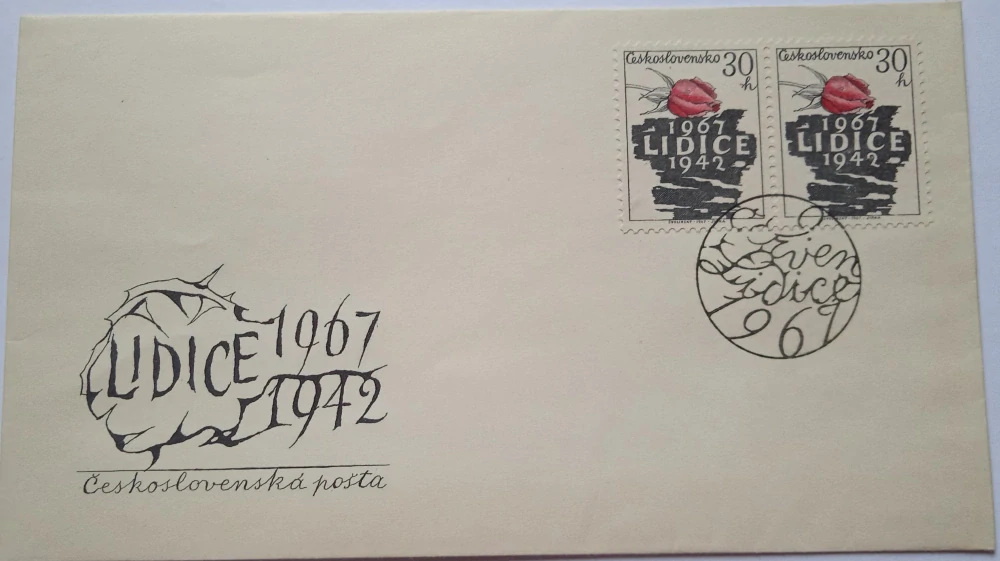 Československo 30 h
1967
LIDICE
1942
Československo 30 h
1967
LIDICE
1942
červen
Lidice
1967
LIDICE 1967
1942
Československá pošta